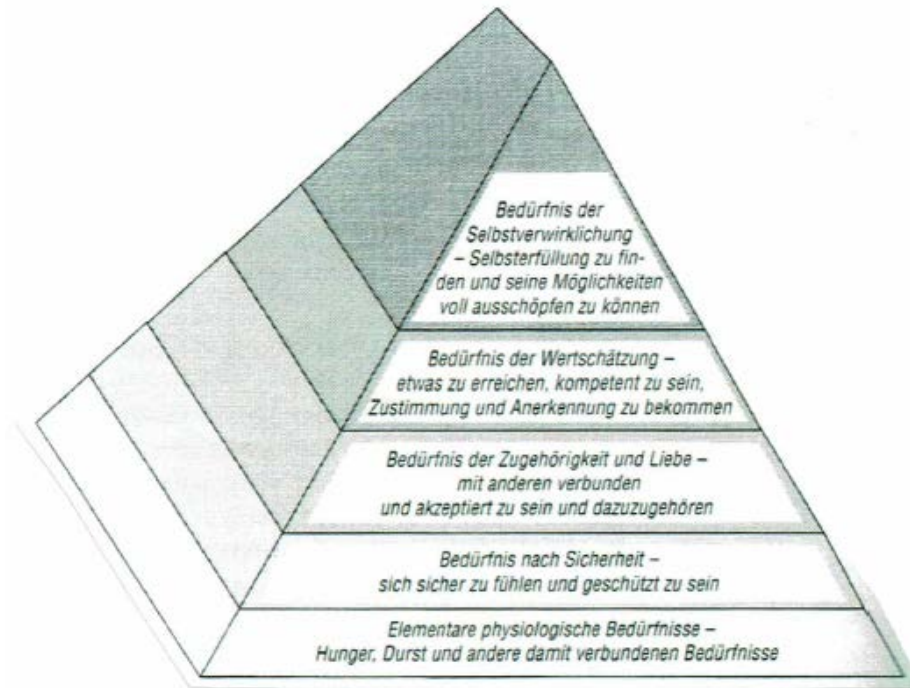 Bedürfnis der
Selbstverwirklichung
– Selbsterfüllung zu fin-
den und seine Möglichkeiten
voll ausschöpfen zu können
Bedürfnis der Wertschätzung –
etwas zu erreichen, kompetent zu sein,
Zustimmung und Anerkennung zu bekommen
Bedürfnis der Zugehörigkeit und Liebe –
mit anderen verbunden
und akzeptiert zu sein und dazuzugehören
Bedürfnis nach Sicherheit –
sich sicher zu fühlen und geschützt zu sein
Elementare physiologische Bedürfnisse –
Hunger, Durst und andere damit verbundenen Bedürfnisse